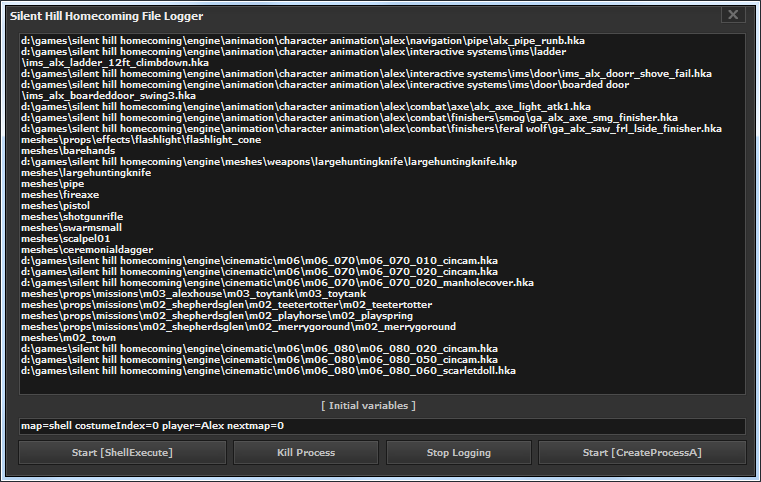 Silent Hill Homecoming File Logger
d:\games\silent hill homecoming\engine\animation\character animation\alex\navigation\pipe\alx_pipe_runb.hka
d:\games\silent hill homecoming\engine\animation\character animation\alex\interactive systems\ims\ladder
\ims_alx_ladder_12ft_climbdown.hka
d:\games\silent hill homecoming\engine\animation\character animation\alex\interactive systems\ims\door\ims_alx_doorr_shove_fail.hka
d:\games\silent hill homecoming\engine\animation\character animation\alex\interactive systems\ims\door\boarded door
\ims_alx_boardeddoor_swing3.hka
d:\games\silent hill homecoming\engine\animation\character animation\alex\combat\axe\alx_axe_light_atk1.hka
d:\games\silent hill homecoming\engine\animation\character animation\alex\combat\finishers\smog\ga_alx_axe_smg_finisher.hka
d:\games\silent hill homecoming\engine\animation\character animation\alex\combat\finishers\feral wolf\ga_alx_saw_frl_lside_finisher.hka
meshes\props\effects\flashlight\flashlight_cone
meshes\barehands
d:\games\silent hill homecoming\engine\meshes\weapons\largehuntingknife\largehuntingknife.hkp
meshes\largehuntingknife
meshes\pipe
meshes\fireaxe
meshes\pistol
meshes\shotgunrifle
meshes\swarmsmall
meshes\scalpel01
meshes\ceremonialdagger
d:\games\silent hill homecoming\engine\cinematic\m06\m06_070\m06_070_010_cincam.hka
d:\games\silent hill homecoming\engine\cinematic\m06\m06_070\m06_070_020_cincam.hka
d:\games\silent hill homecoming\engine\cinematic\m06\m06_070\m06_070_020_manholecover.hka
meshes\props\missions\m03_alexhouse\m03_toytank\m03_toytank
meshes\props\missions\m02_shepherdsglen\m02_teetertotter\m02_teetertotter
meshes\props\missions\m02_shepherdsglen\m02_playhorse\m02_playspring
meshes\props\missions\m02_shepherdsglen\m02_merrygoround\m02_merrygoround
meshes\m02_town
d:\games\silent hill homecoming\engine\cinematic\m06\m06_080\m06_080_020_cincam.hka
d:\games\silent hill homecoming\engine\cinematic\m06\m06_080\m06_080_050_cincam.hka
d:\games\silent hill homecoming\engine\cinematic\m06\m06_080\m06_080_060_scarletdoll.hka
[ Initial variables ]
map=shell costumeIndex=0 player=Alex nextmap=0
Start [ShellExecute]
Kill Process
Stop Logging
Start [CreateProcessA]